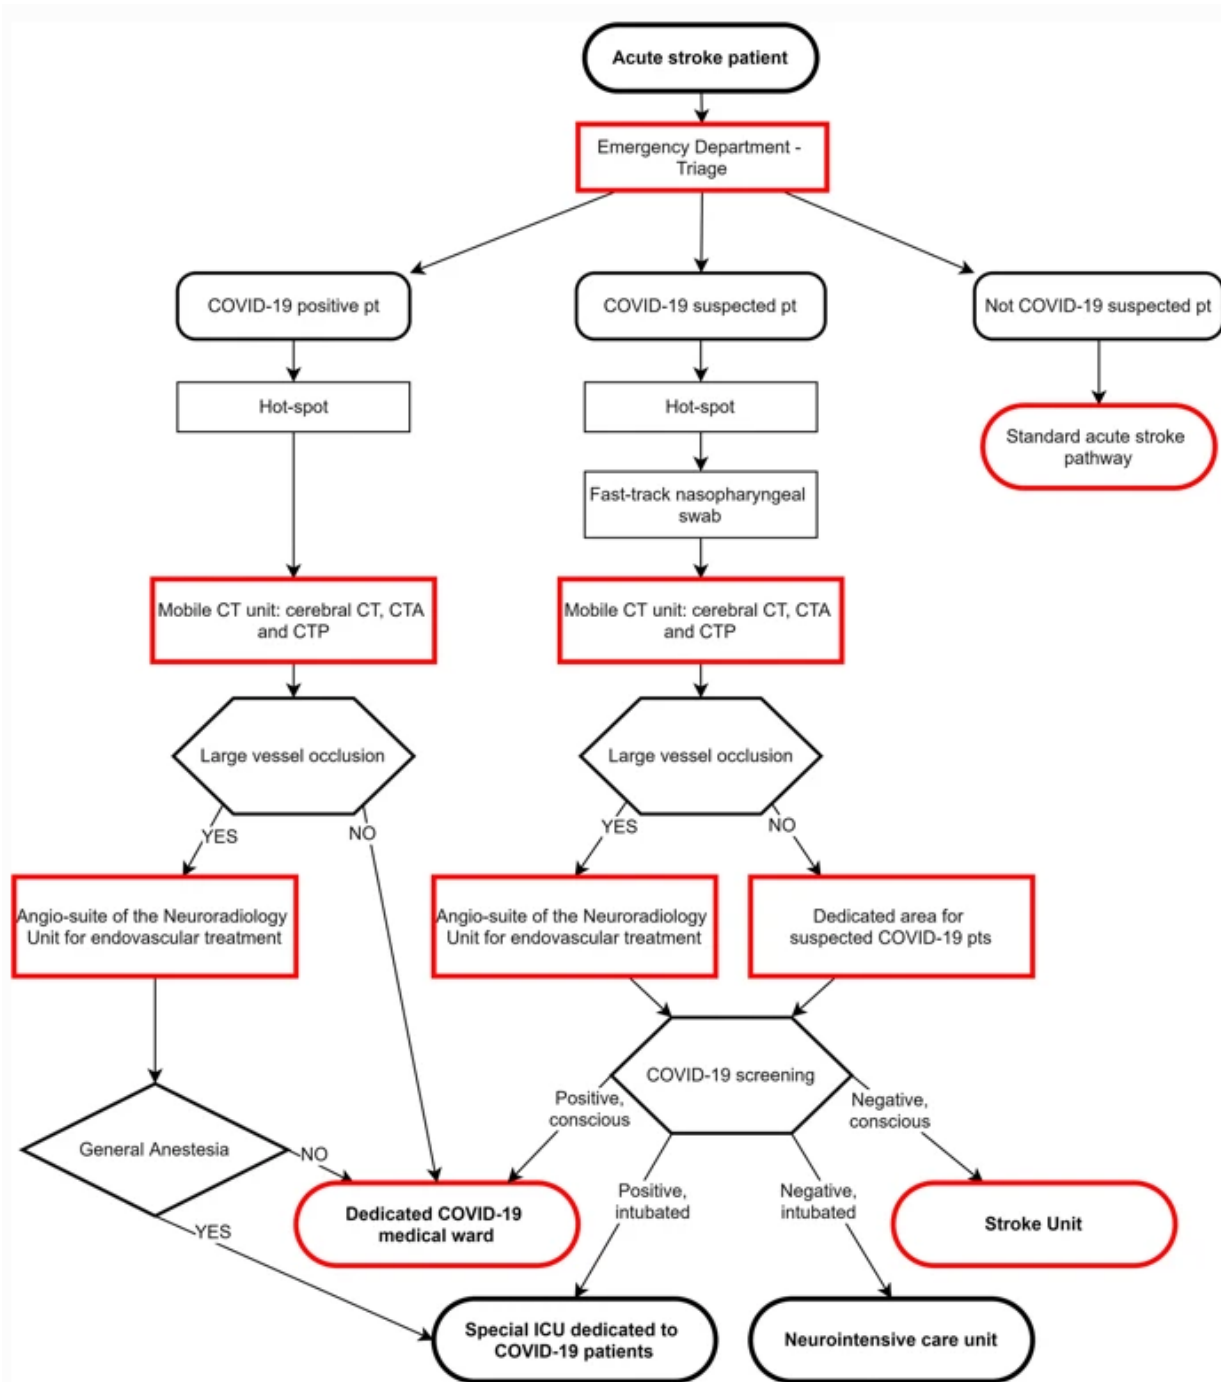 Acute stroke patient
Emergency Department -
Triage
COVID-19 positive pt
COVID-19 suspected pt
Not COVID-19 suspected pt
Hot-spot
Hot-spot
Standard acute stroke
pathway
Fast-track nasopharyngeal
swab
Mobile CT unit: cerebral CT, CTA
and CTP
Mobile CT unit: cerebral CT, CTA
and CTP
Large vessel occlusion
Large vessel occlusion
YES
NO
YES
NO
Angio-suite of the Neuroradiology
Unit for endovascular treatment
Angio-suite of the Neuroradiology
Unit for endovascular treatment
Dedicated area for
suspected COVID-19 pts
COVID-19 screening
Positive,
conscious
Negative,
conscious
General Anestesia
NO
Positive,
intubated
Negative,
intubated
Dedicated COVID-19
medical ward
Stroke Unit
YES
Special ICU dedicated to
COVID-19 patients
Neurointensive care unit